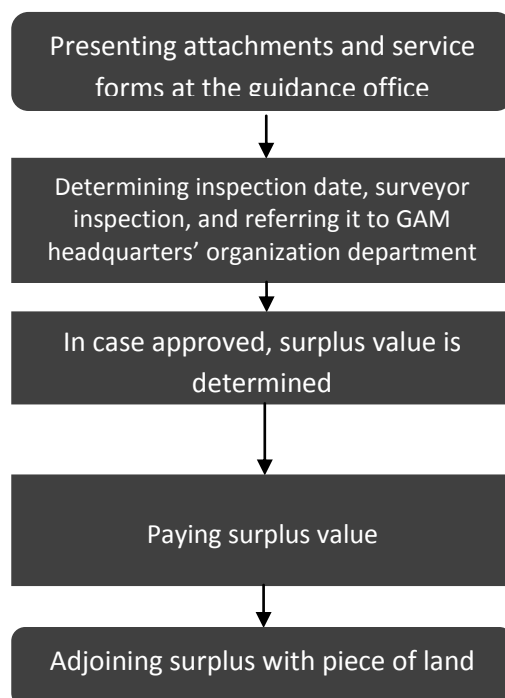 Presenting attachments and service
forms at the guidance office
Determining inspection date, surveyor
inspection, and referring it to GAM
headquarters’ organization department
In case approved, surplus value is
determined
Paying surplus value
Adjoining surplus with piece of land